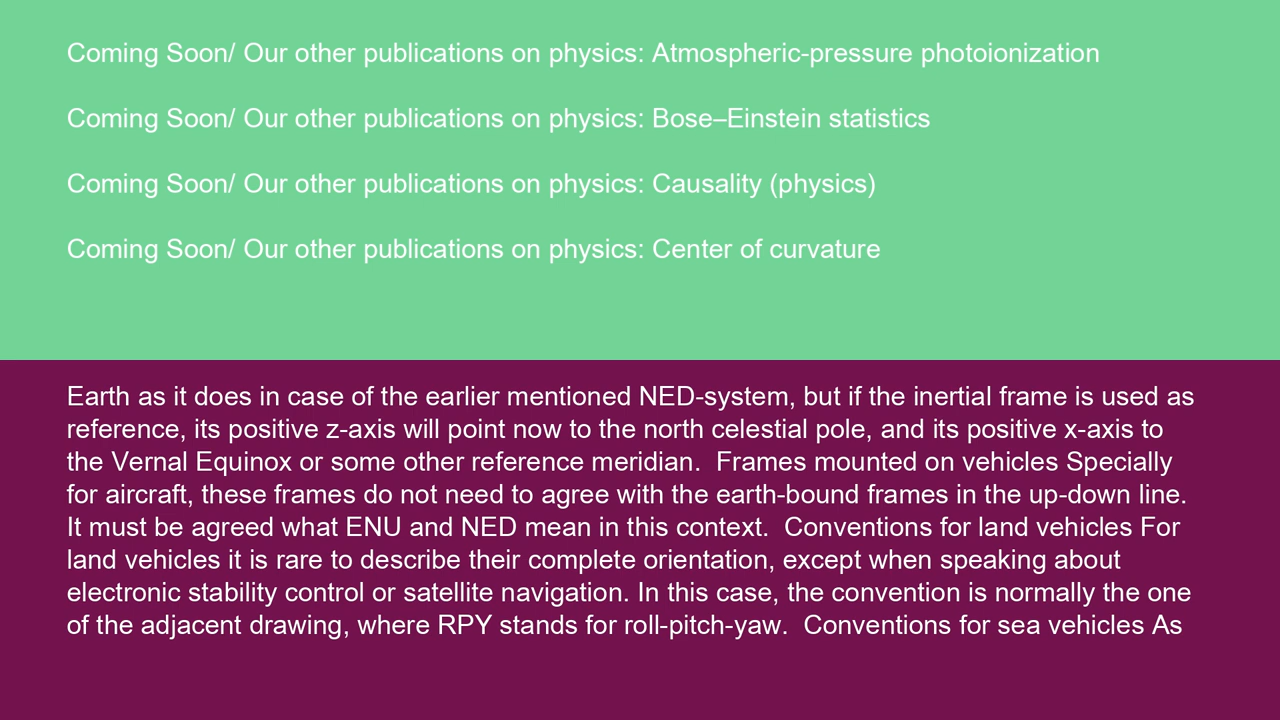 Coming Soon/ Our other publications on physics: Atmospheric-pressure photoionization
Coming Soon/ Our other publications on physics: Bose–Einstein statistics
Coming Soon/ Our other publications on physics: Causality (physics)
Coming Soon/ Our other publications on physics: Center of curvature
Earth as it does in case of the earlier mentioned NED-system, but if the inertial frame is used as
reference, its positive z-axis will point now to the north celestial pole, and its positive x-axis to
the Vernal Equinox or some other reference meridian.  Frames mounted on vehicles Specially
for aircraft, these frames do not need to agree with the earth-bound frames in the up-down line.
It must be agreed what ENU and NED mean in this context.  Conventions for land vehicles For
land vehicles it is rare to describe their complete orientation, except when speaking about
electronic stability control or satellite navigation. In this case, the convention is normally the one
of the adjacent drawing, where RPY stands for roll-pitch-yaw.  Conventions for sea vehicles As